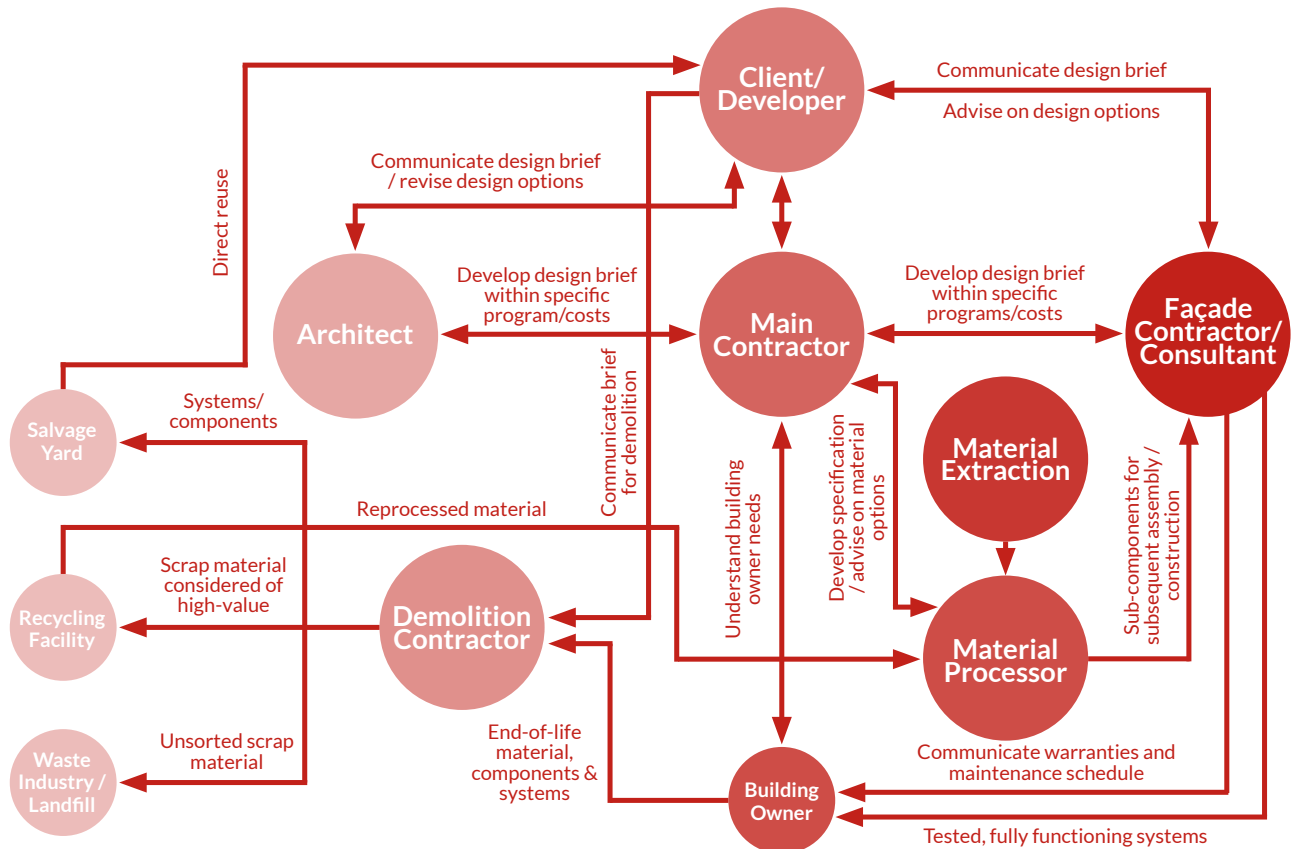 Client/
Developer
Communicate design brief
Advise on design options
Communicate design brief
/ revise design options
Direct reuse
Architect
Develop design brief
within specific
program/costs
Main
Contractor
Develop design brief
within specific
programs/costs
Façade
Contractor/
Consultant
Communicate brief
for demolition
Salvage
Yard
Systems/
components
Material
Extraction
Understand building
owner needs
Develop specification
/ advise on material
options
Sub-components for
subsequent assembly /
construction
Reprocessed material
Recycling
Facility
Scrap material
considered of
high-value
Demolition
Contractor
Material
Processor
Waste
Industry /
Landfill
Unsorted scrap
material
End-of-life
material,
components &
systems
Building
Owner
Communicate warranties and
maintenance schedule
Tested, fully functioning systems